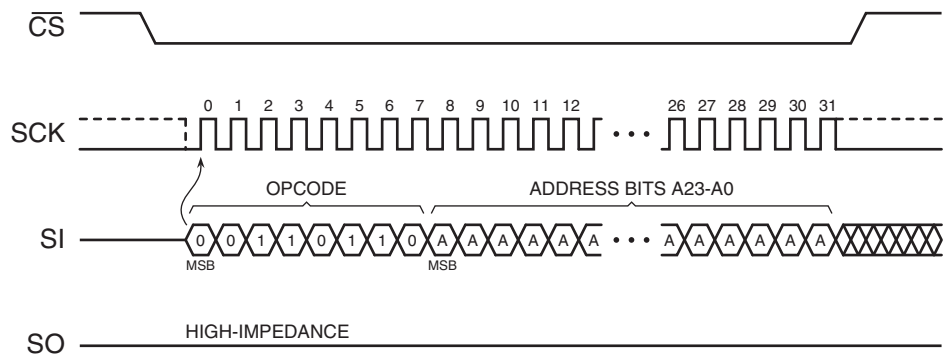 CS
0 1 2 3 4 5 6 7 8 9 10 11 12 26 27 28 29 30 31
SCK
OPCODE ADDRESS BITS A23-A0
SI 0 0 1 1 0 1 1 0 A A A A A A A A A A A A
MSB MSB
HIGH-IMPEDANCE
SO